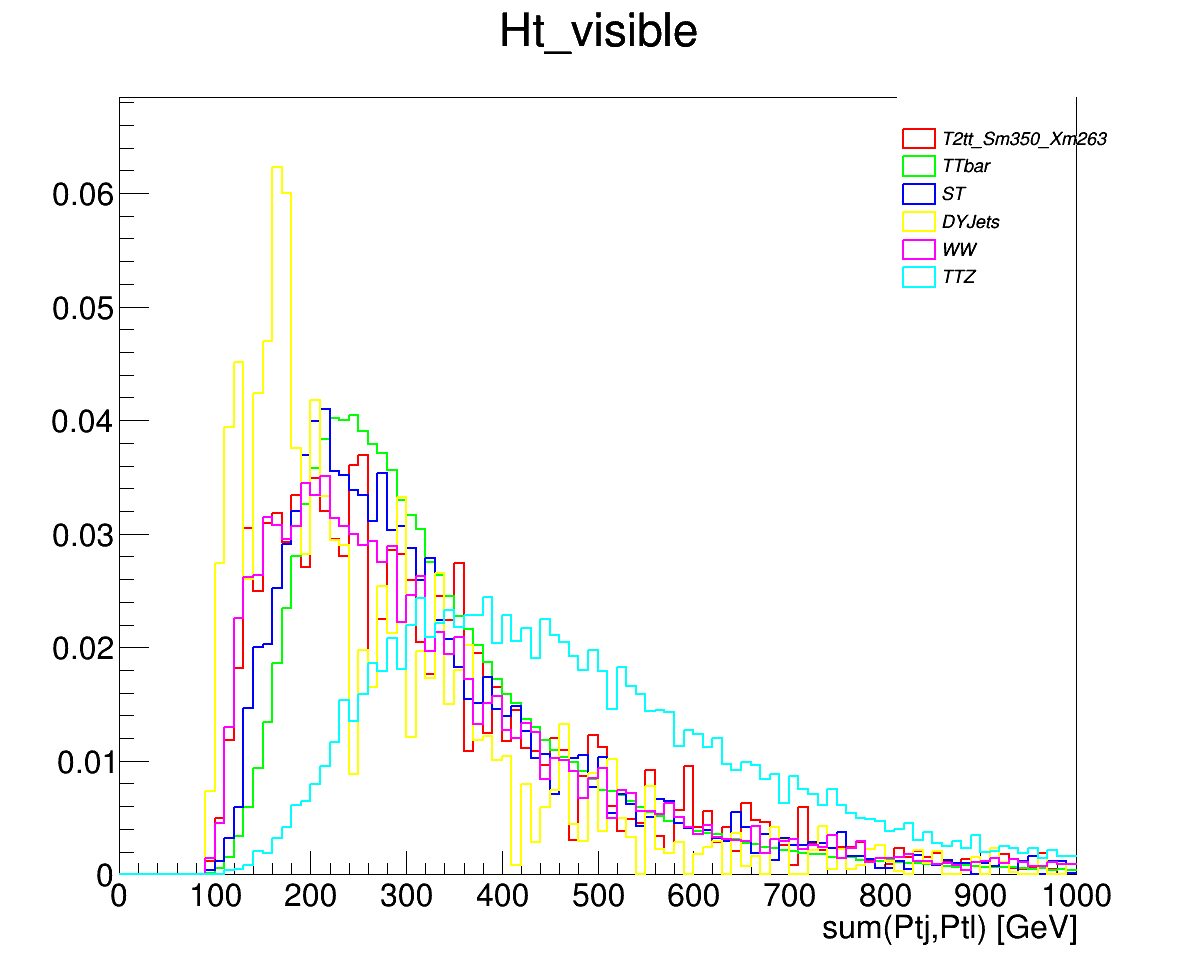 Ht_visible
T2tt_Sm350_Xm263
TTbar
ST
DYJets
WW
TTZ
0.06
0.05
0.04
0.03
0.02
0.01
0
0 100 200 300 400 500 600 700 800 900 1000
sum(Ptj,Ptl) [GeV]